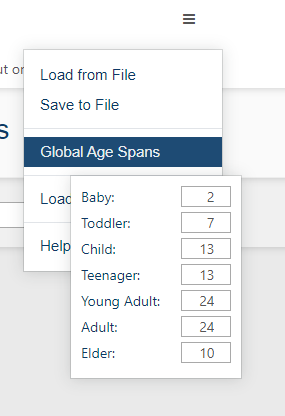 ut or
Load from File
Save to File
s
Global Age Spans
Load
Baby: 2
Toddler: 7
Child: 13
Help
Teenager: 13
Young Adult: 24
Adult: 24
Elder: 10